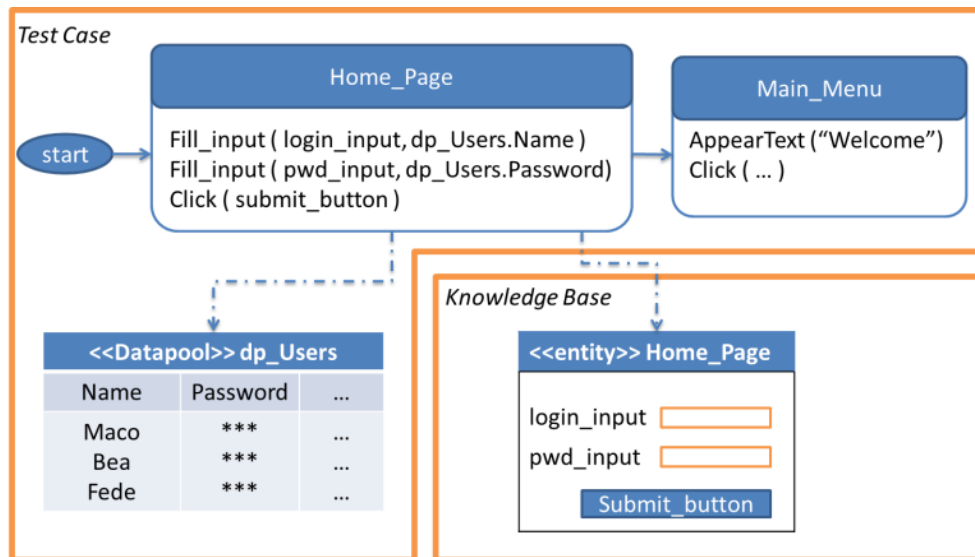 Test Case
Home_Page
Main_Menu
start
Fill_input ( login_input, dp_Users.Name )
Fill_input ( pwd_input, dp_Users.Password)
Click ( submit_button )
AppearText (“Welcome”)
Click ( ... )
Knowledge Base
<<Datapool>> dp_Users
Name Password ...
Maco *** ...
Bea *** ...
Fede *** ...
<<entity>> Home_Page
login_input
pwd_input
Submit_button